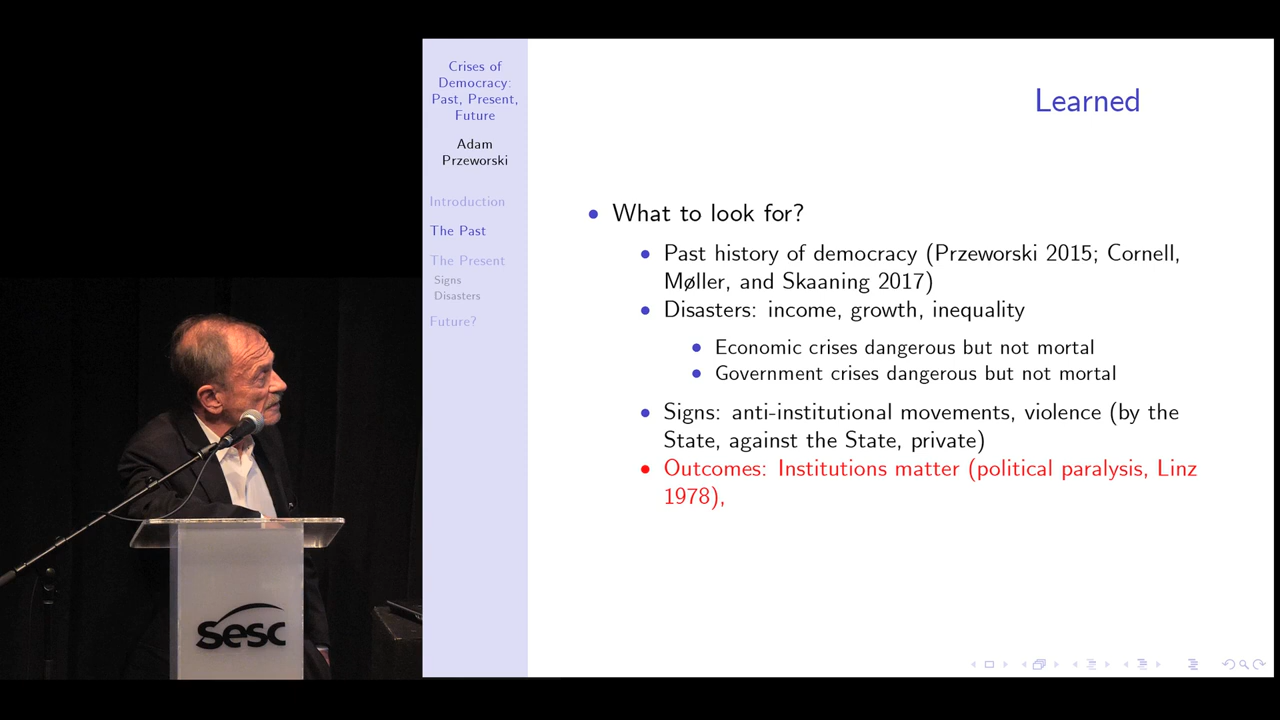 Crises of
Democracy:
Past, Present,
Future
Adam
Przeworski
Introduction
The Past
The Present
Signs
Disasters
Future?
Learned
• What to look for?
• Past history of democracy (Przeworski 2015; Cornell,
Møller, and Skaaning 2017)
• Disasters: income, growth, inequality
• Economic crises dangerous but not mortal
• Government crises dangerous but not mortal
• Signs: anti-institutional movements, violence (by the
State, against the State, private)
• Outcomes: Institutions matter (political paralysis, Linz
1978),
sesc